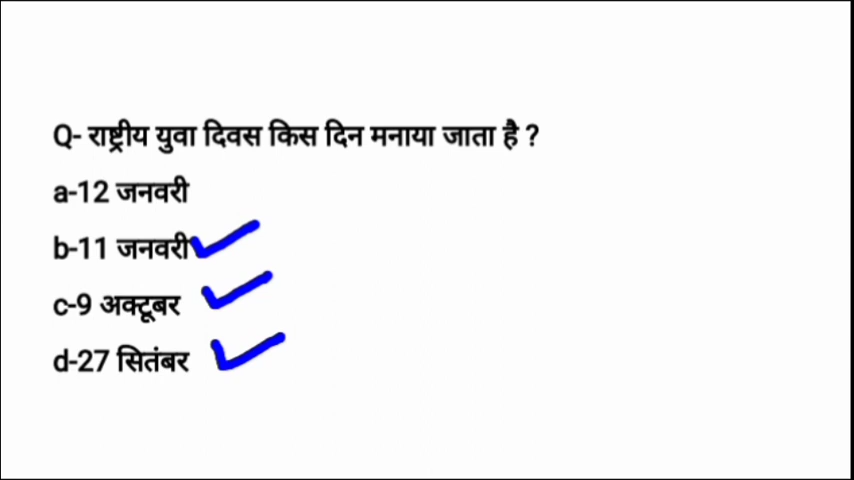 Q- राष्ट्रीय युवा दिवस किस दिन मनाया जाता है ?
a-12 जनवरी
b-11 जनवरी
c-9 अक्टूबर
d-27 सितंबर